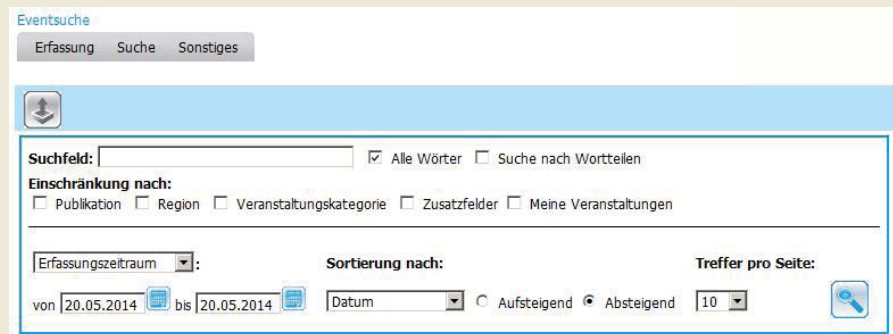 Eventsuche
Erfassung Suche Sonstiges
Suchfeld: Alle Wörter Suche nach Wortteilen
Einschränkung nach:
Publikation Region Veranstaltungskategorie Zusatzfelder Meine Veranstaltungen
Erfassungszeitraum : Sortierung nach: Treffer pro Seite:
von 20.05.2014 bis 20.05.2014 Datum Aufsteigend Absteigend 10